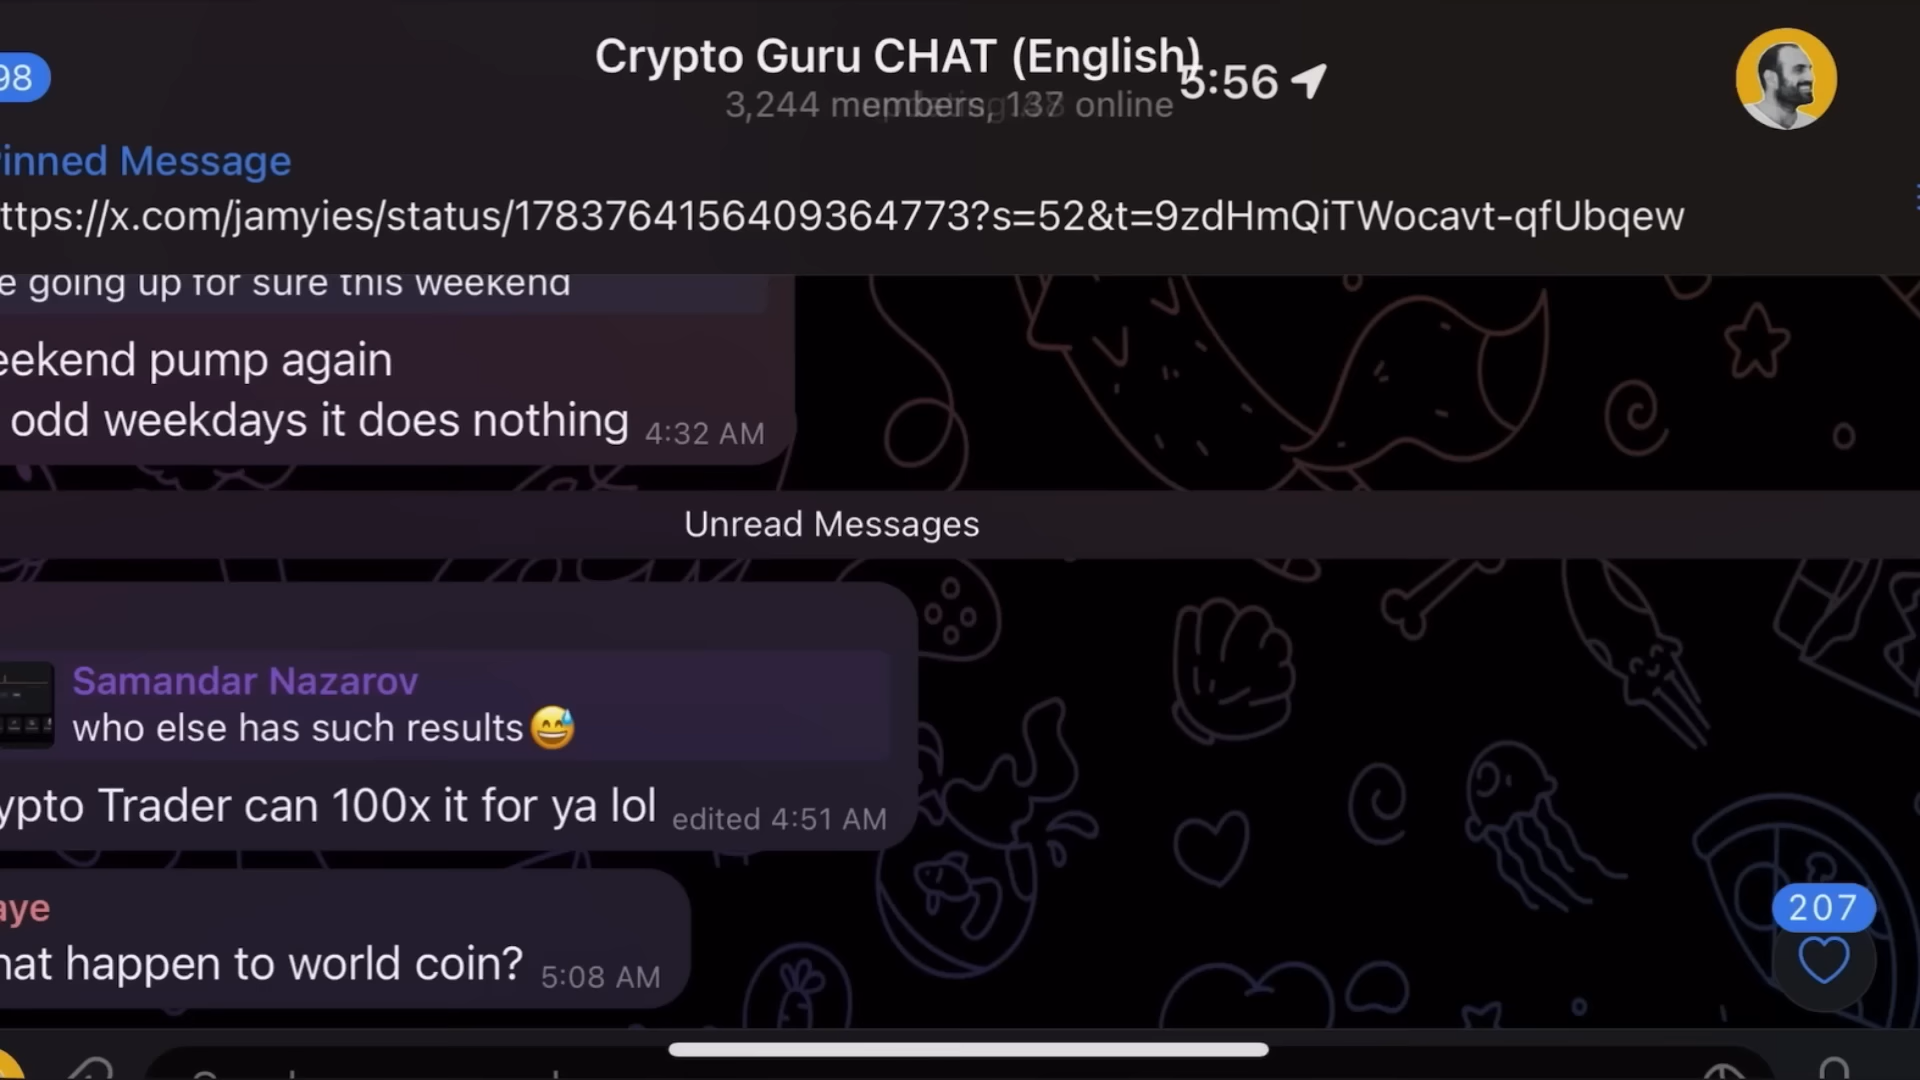 98
Crypto Guru CHAT (English)
5:56
3,244 members, 137 online
inned Message
ttps://x.com/jamyies/status/1783764156409364773?s=52&t=9zdHmQiTWocavt-qfUbqew
e going up for sure this weekend
eekend pump again
odd weekdays it does nothing 4:32 AM
Unread Messages
Samandar Nazarov
who else has such results😅
ypto Trader can 100x it for ya lol edited 4:51 AM
aye
hat happen to world coin? 5:08 AM
207